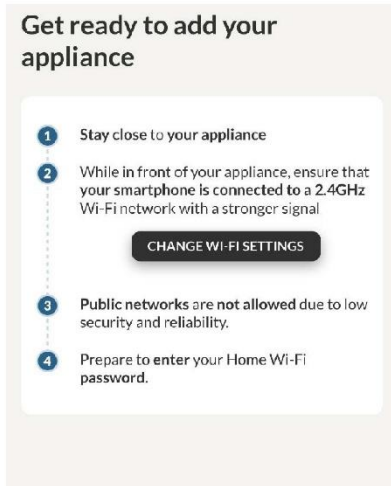 Get ready to add your
appliance
1 Stay close to your appliance
2 While in front of your appliance, ensure that
your smartphone is connected to a 2.4GHz
Wi-Fi network with a stronger signal
CHANGE WI-FI SETTINGS
3 Public networks are not allowed due to low
security and reliability.
4 Prepare to enter your Home Wi-Fi
password.